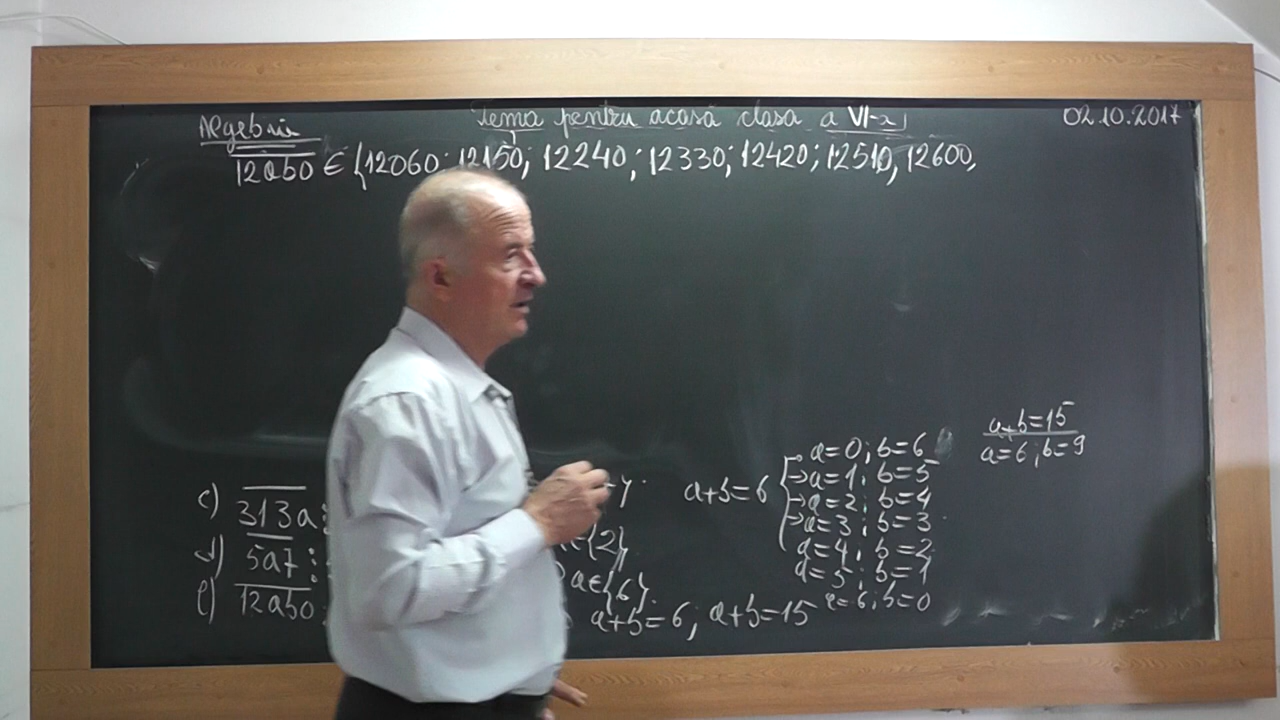 Algebră
Tema pentru acasă clasa a VI-a
02.10.2017
12ab0 ∈ {12060; 12150; 12240; 12330; 12420; 12510, 12600,
a+b=15
a=6; b=9
a+b=6
a=0; b=6
a=1; b=5
a=2; b=4
a=3; b=3
a=4; b=2
a=5; b=1
a=6; b=0
c) 313a
d) 5a7 ⋮ {2}.
e) 12ab0 a∈{6}.
a+b=6; a+b=15